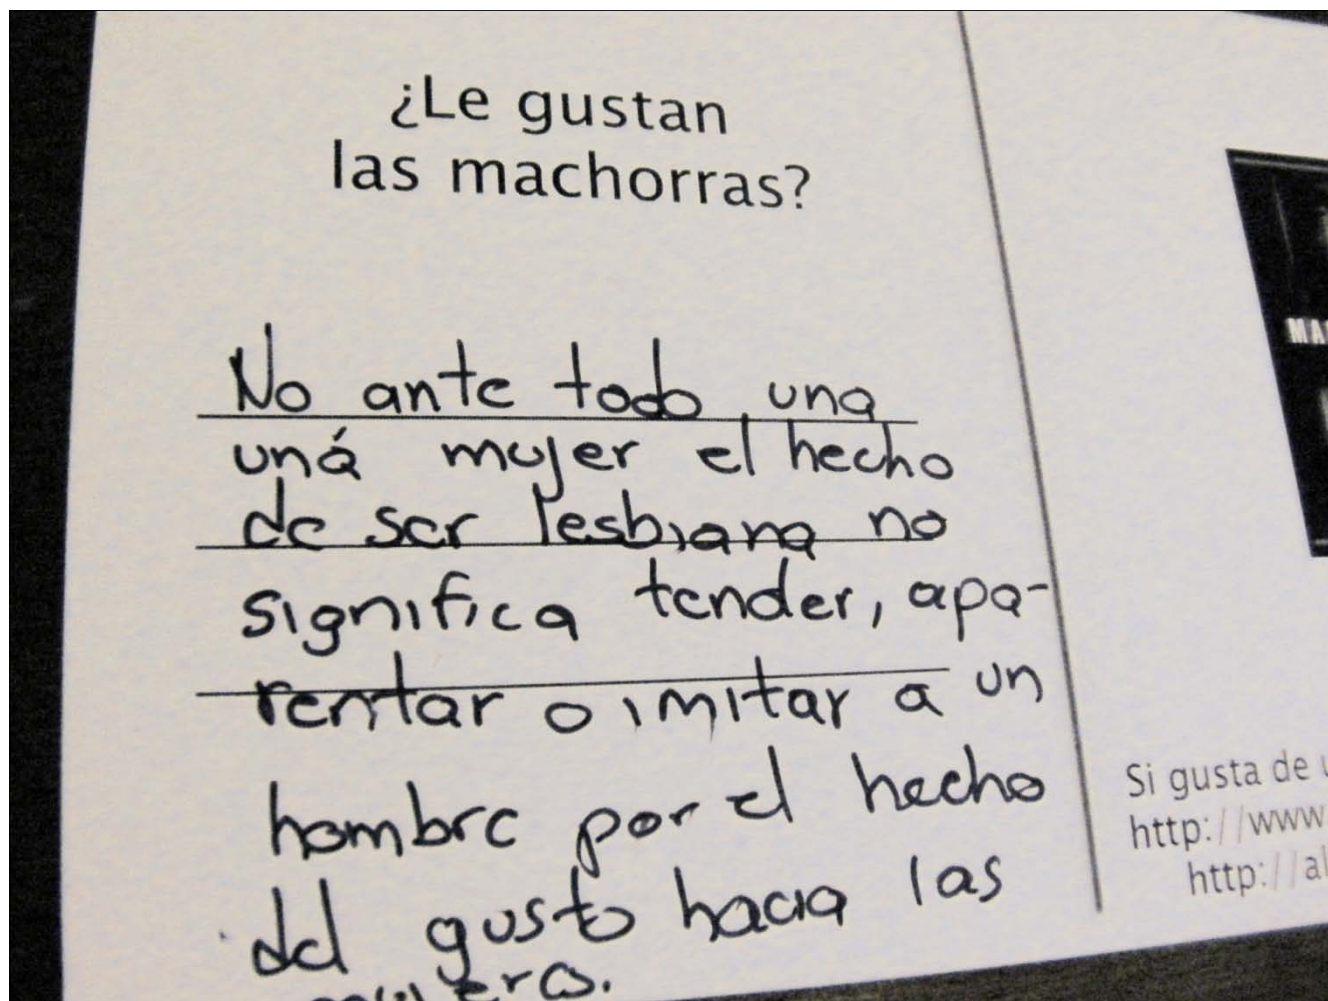 ¿Le gustan
las machorras?
No ante todo una
uná mujer el hecho
de ser lesbiana no
significa tender, apa-
rentar o imitar a un
hombre por el hecho
del gusto hacia las
MA
Si gusta de
http://www
http://al